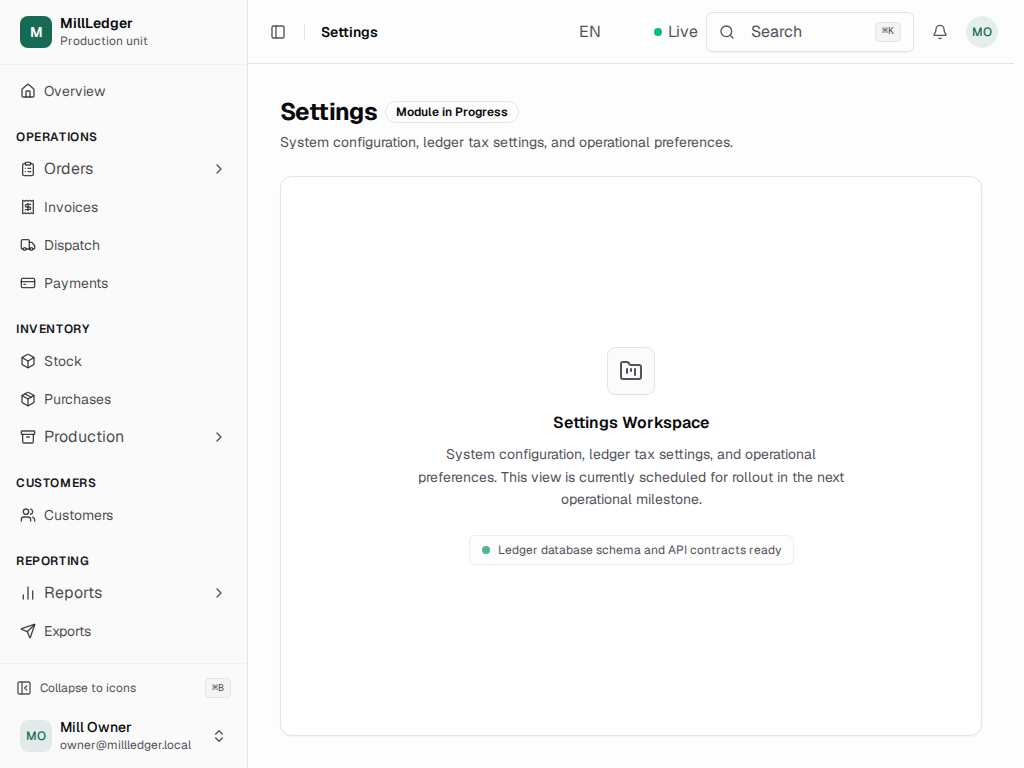 M
MillLedger
Production unit
Overview
OPERATIONS
Orders
Invoices
Dispatch
Payments
INVENTORY
Stock
Purchases
Production
CUSTOMERS
Customers
REPORTING
Reports
Exports
Collapse to icons ⌘B
MO
Mill Owner
owner@millledger.local
Settings EN Live Search ⌘K MO
Settings Module in Progress
System configuration, ledger tax settings, and operational preferences.
Settings Workspace
System configuration, ledger tax settings, and operational
preferences. This view is currently scheduled for rollout in the next
operational milestone.
Ledger database schema and API contracts ready